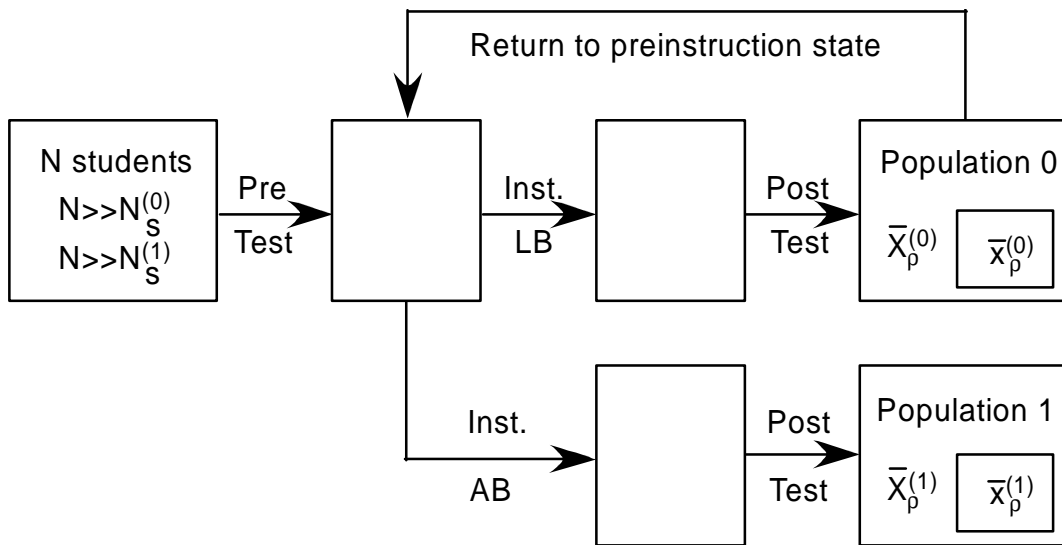 Return to preinstruction state
N students
N>>N_S^(0)
N>>N_S^(1)
Pre
Test
Inst.
LB
Post
Test
Population 0
X̅_ρ^(0)
x̅_ρ^(0)
Inst.
AB
Post
Test
Population 1
X̅_ρ^(1)
x̅_ρ^(1)